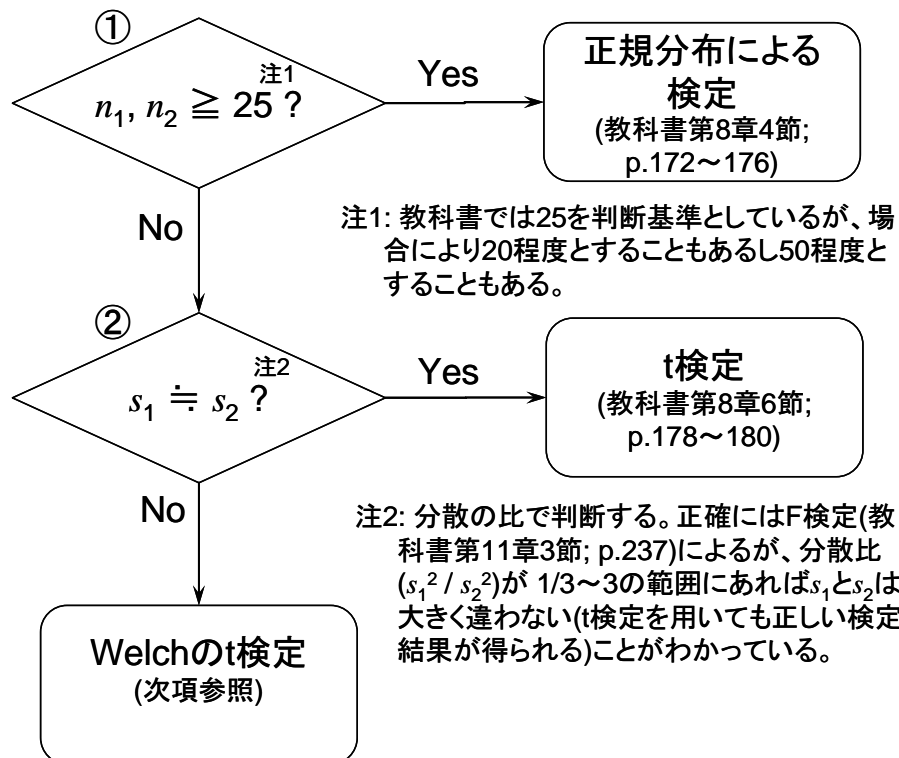 ①
n₁, n₂ ≧ 25 ? 注1
Yes
正規分布による
検定
(教科書第8章4節;
p.172～176)
No
注1: 教科書では25を判断基準としているが、場
合により20程度とすることもあるし50程度と
することもある。
②
s₁ ≒ s₂ ? 注2
Yes
t検定
(教科書第8章6節;
p.178～180)
No
注2: 分散の比で判断する。正確にはF検定(教
科書第11章3節; p.237)によるが、分散比
(s₁² / s₂²)が 1/3～3の範囲にあればs₁とs₂は
大きく違わない(t検定を用いても正しい検定
結果が得られる)ことがわかっている。
Welchのt検定
(次項参照)